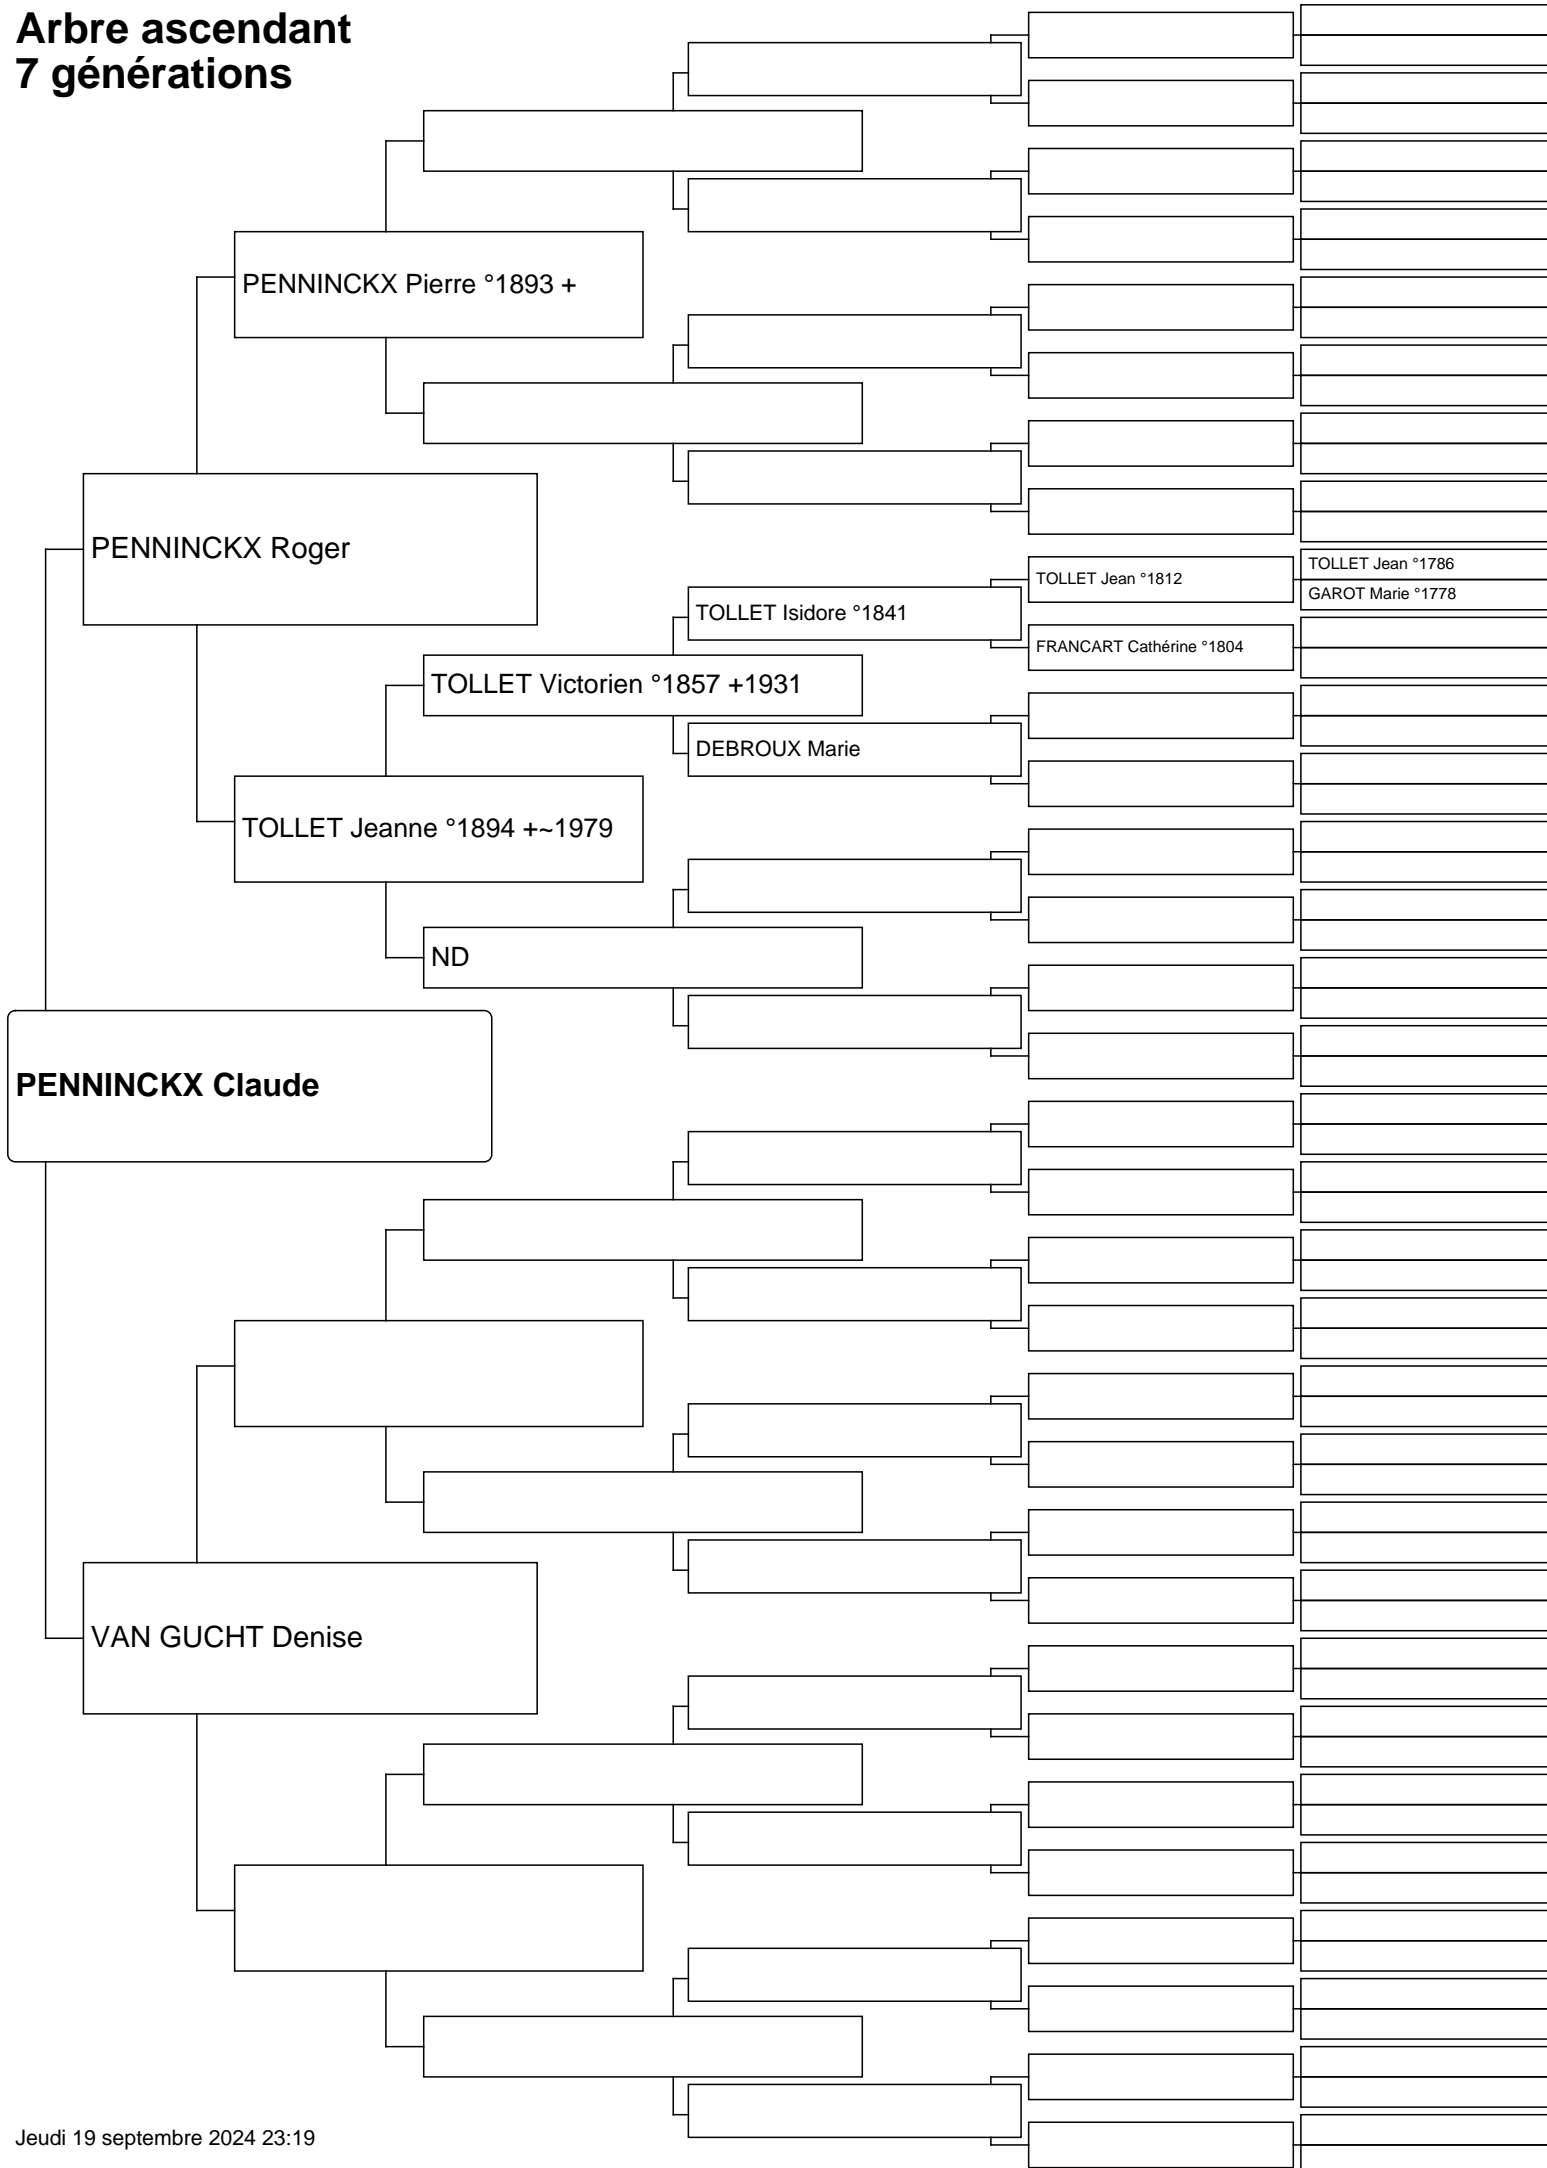 Arbre ascendant
7 générations
PENNINCKX Pierre °1893 +
PENNINCKX Roger
TOLLET Jean °1786
TOLLET Jean °1812
GAROT Marie °1778
TOLLET Isidore °1841
FRANCART Cathérine °1804
TOLLET Victorien °1857 +1931
DEBROUX Marie
TOLLET Jeanne °1894 +~1979
ND
PENNINCKX Claude
VAN GUCHT Denise
Jeudi 19 septembre 2024 23:19